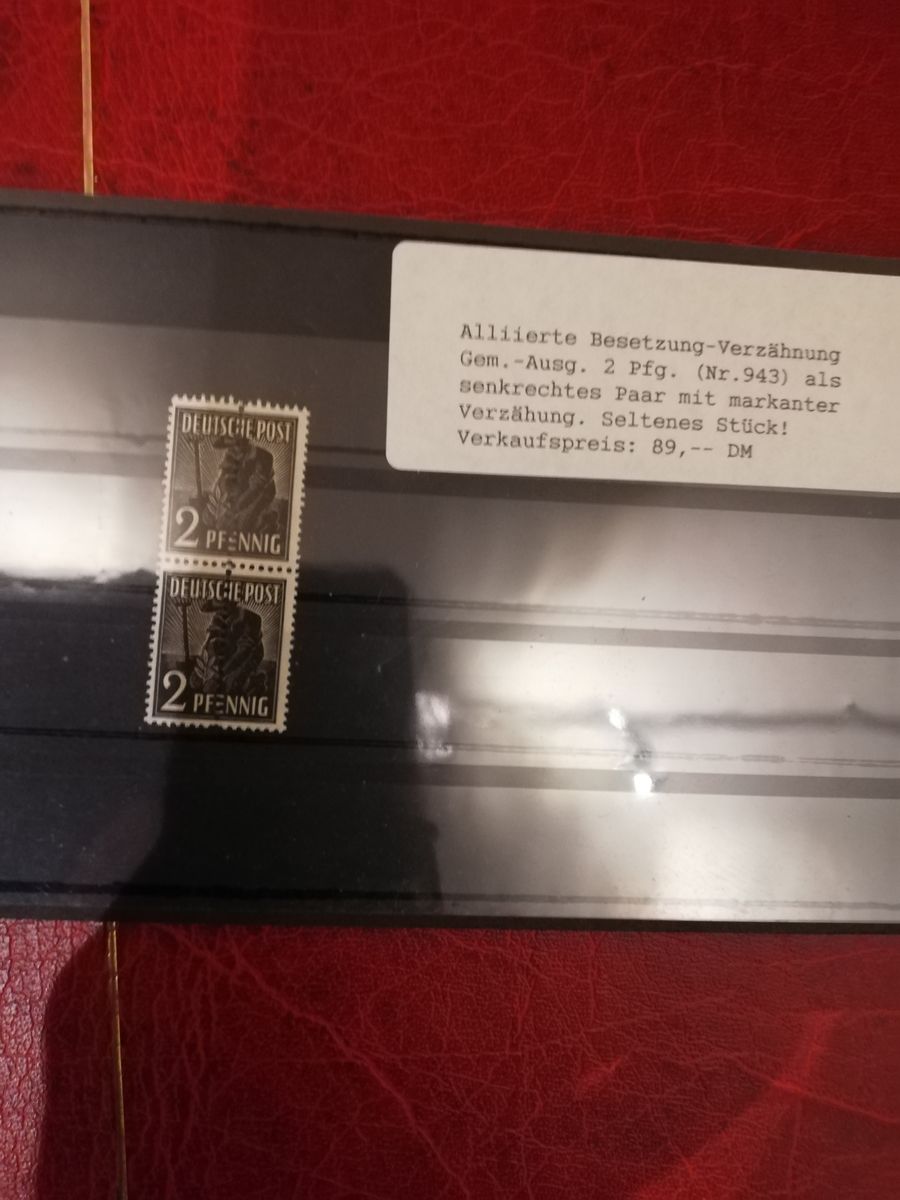 Alliierte Besetzung-Verzähnung
Gem.-Ausg. 2 Pfg. (Nr.943) als
senkrechtes Paar mit markanter
Verzähung. Seltenes Stück!
Verkaufspreis: 89,-- DM
DEUTSCHE POST
2 PFENNIG
DEUTSCHE POST
2 PFENNIG